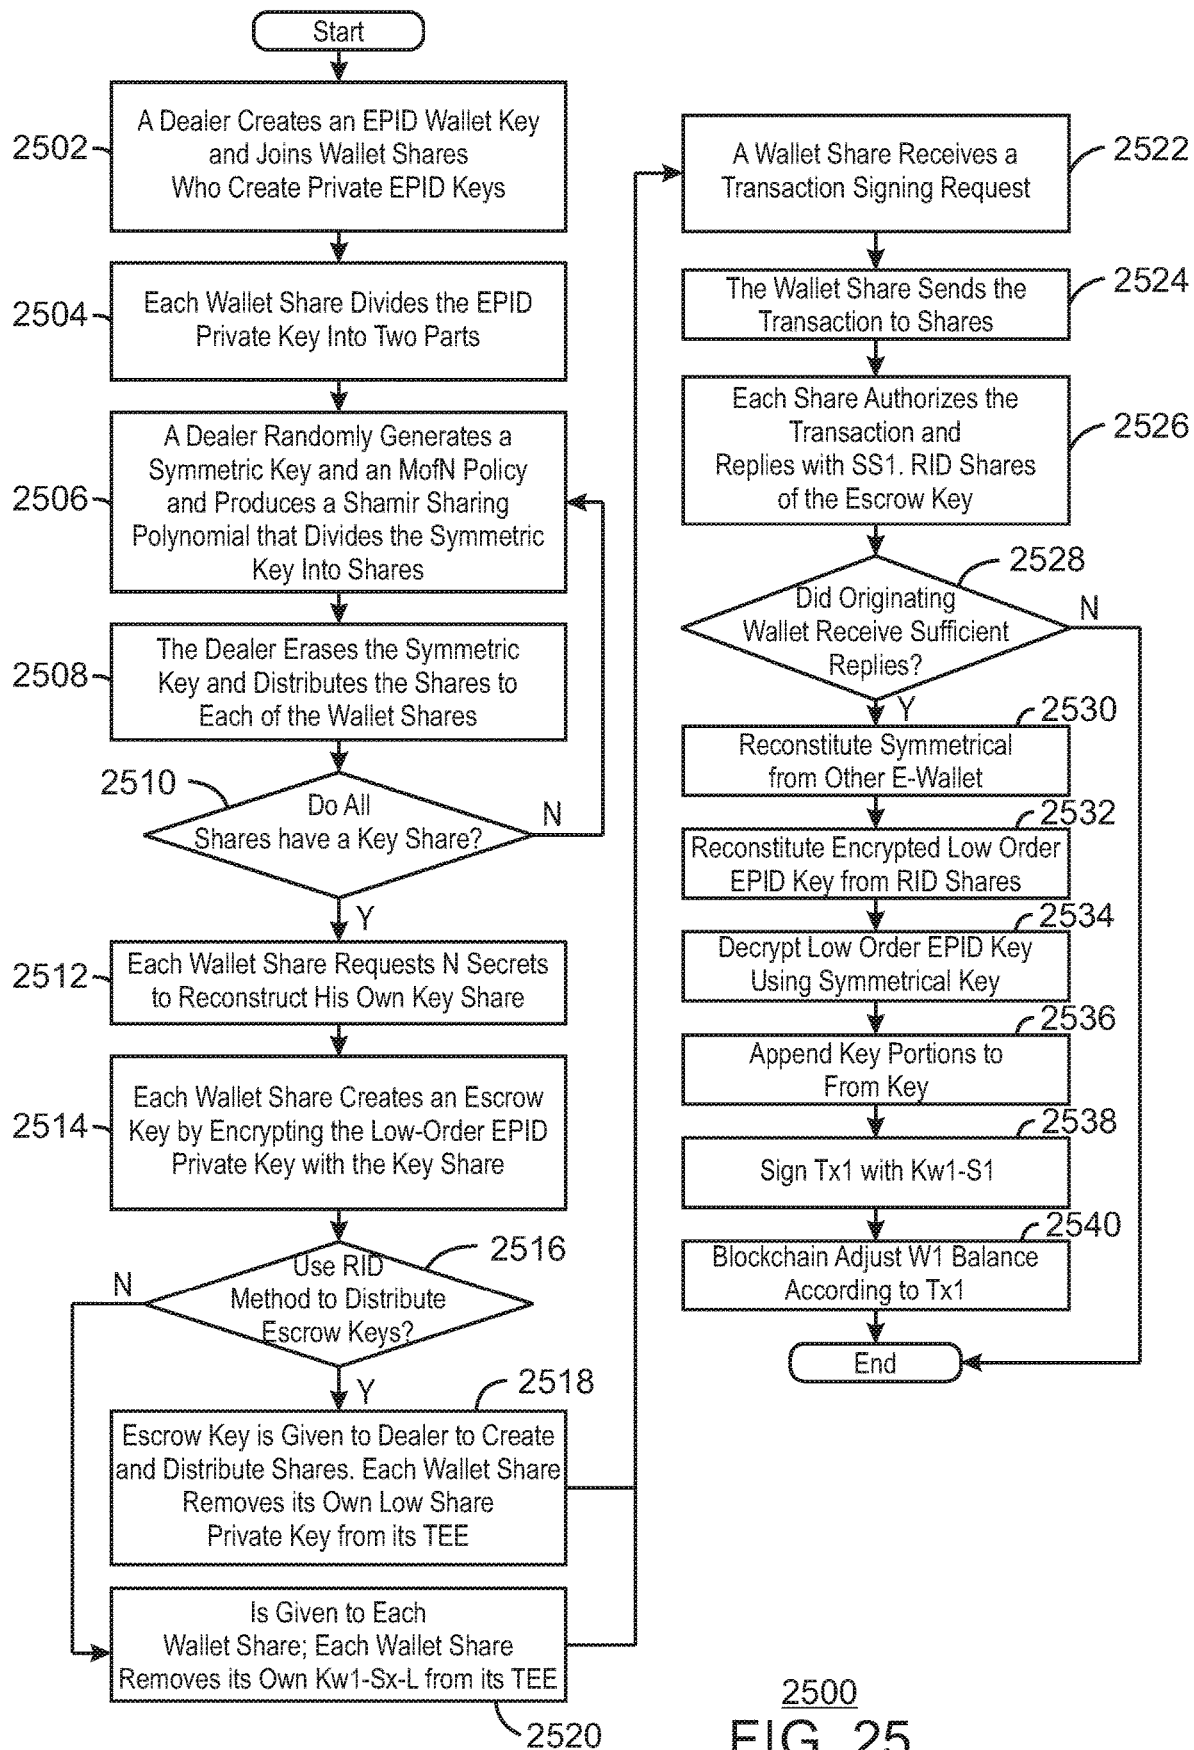 Start
2502
A Dealer Creates an EPID Wallet Key
and Joins Wallet Shares
Who Create Private EPID Keys
2504
Each Wallet Share Divides the EPID
Private Key Into Two Parts
2506
A Dealer Randomly Generates a
Symmetric Key and an MofN Policy
and Produces a Shamir Sharing
Polynomial that Divides the Symmetric
Key Into Shares
2508
The Dealer Erases the Symmetric
Key and Distributes the Shares to
Each of the Wallet Shares
2510
Do All
Shares have a Key Share?
N
Y
2512
Each Wallet Share Requests N Secrets
to Reconstruct His Own Key Share
2514
Each Wallet Share Creates an Escrow
Key by Encrypting the Low-Order EPID
Private Key with the Key Share
2516
N
Use RID
Method to Distribute
Escrow Keys?
Y
2518
Escrow Key is Given to Dealer to Create
and Distribute Shares. Each Wallet Share
Removes its Own Low Share
Private Key from its TEE
Is Given to Each
Wallet Share; Each Wallet Share
Removes its Own Kw1-Sx-L from its TEE
2520
A Wallet Share Receives a
Transaction Signing Request
2522
The Wallet Share Sends the
Transaction to Shares
2524
Each Share Authorizes the
Transaction and
Replies with SS1. RID Shares
of the Escrow Key
2526
2528
Did Originating
Wallet Receive Sufficient
Replies?
N
Y
2530
Reconstitute Symmetrical
from Other E-Wallet
2532
Reconstitute Encrypted Low Order
EPID Key from RID Shares
2534
Decrypt Low Order EPID Key
Using Symmetrical Key
2536
Append Key Portions to
From Key
2538
Sign Tx1 with Kw1-S1
2540
Blockchain Adjust W1 Balance
According to Tx1
End
2500
FIG. 25